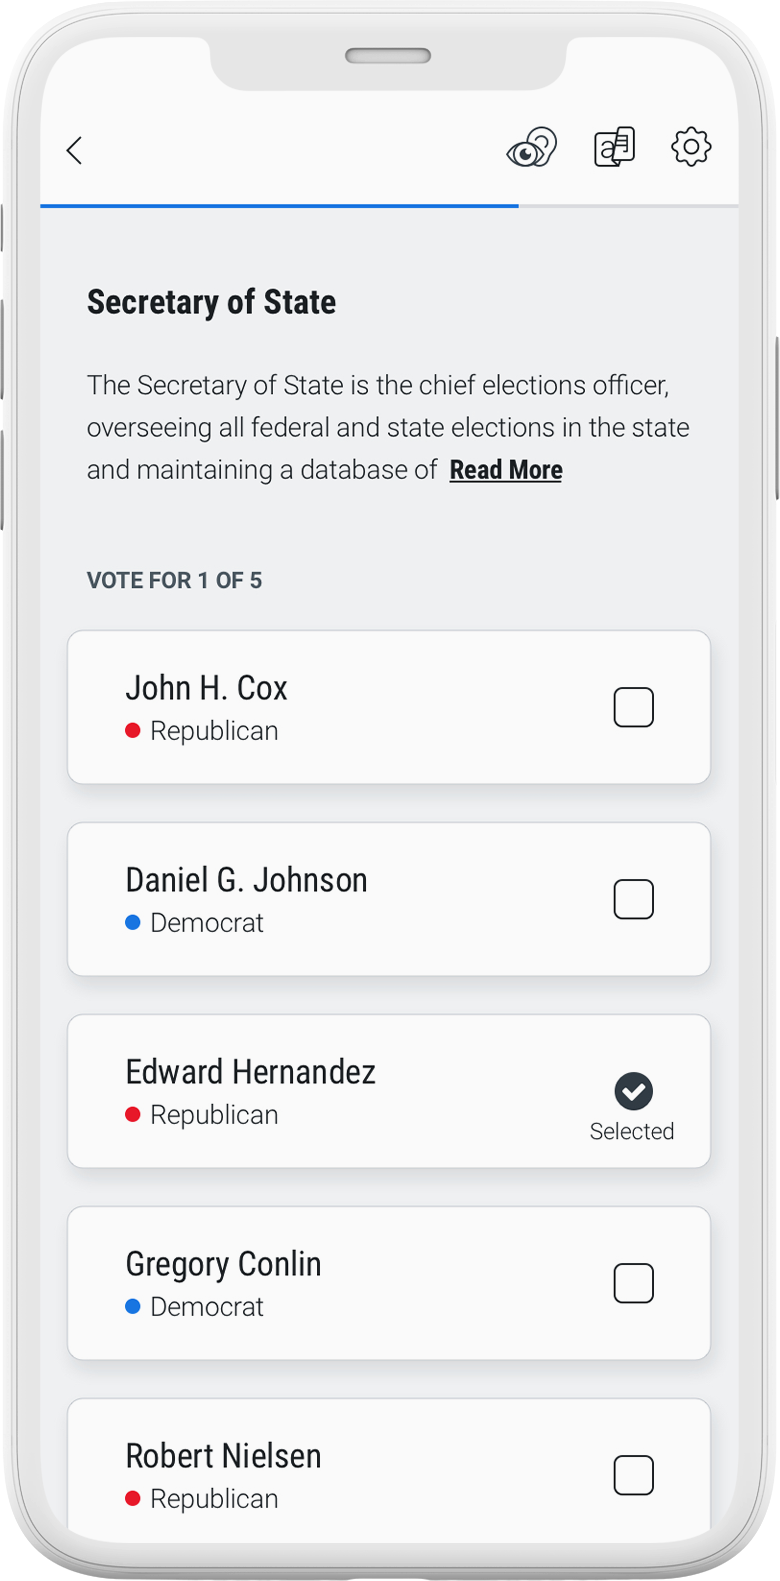 Secretary of State
The Secretary of State is the chief elections officer,
overseeing all federal and state elections in the state
and maintaining a database of Read More
VOTE FOR 1 OF 5
John H. Cox
Republican
Daniel G. Johnson
Democrat
Edward Hernandez
Republican
Selected
Gregory Conlin
Democrat
Robert Nielsen
Republican